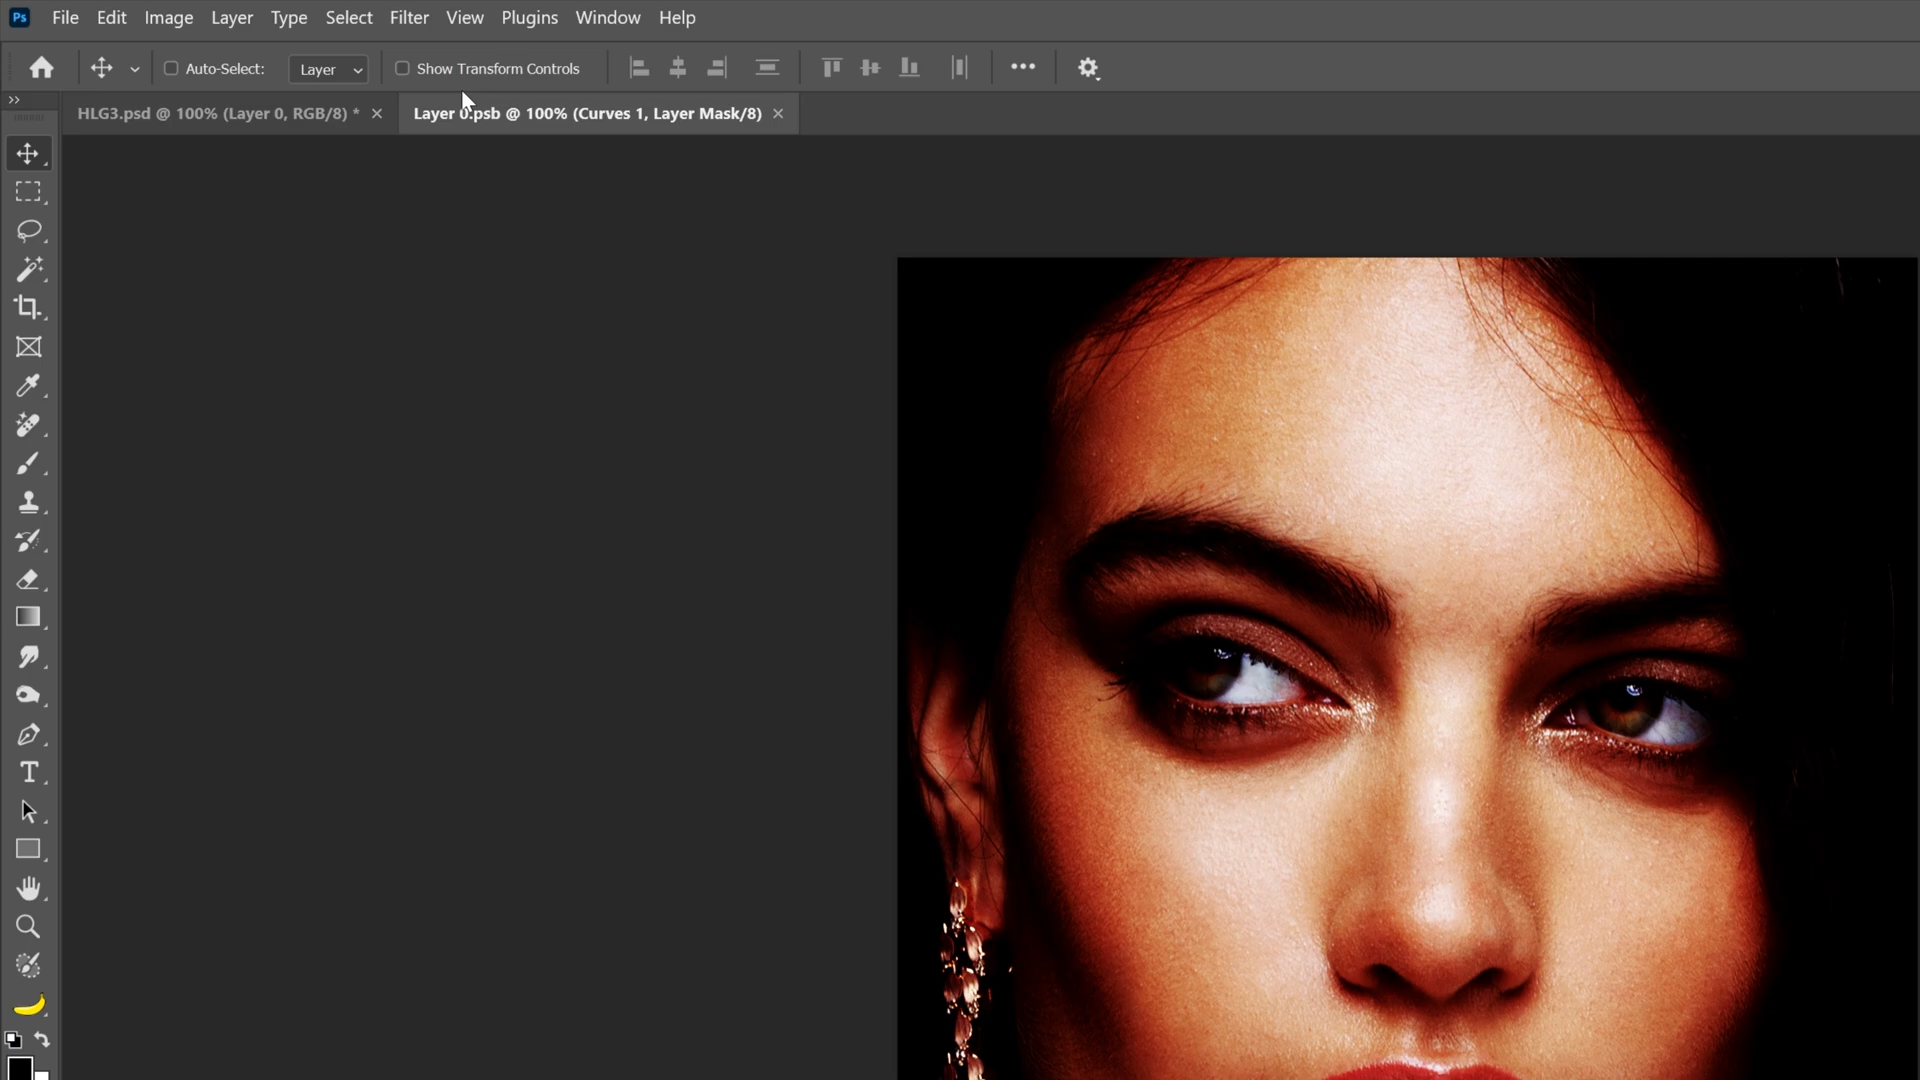 Ps File Edit Image Layer Type Select Filter View Plugins Window Help
Auto-Select: Layer Show Transform Controls
HLG3.psd @ 100% (Layer 0, RGB/8) * Layer 0.psb @ 100% (Curves 1, Layer Mask/8)